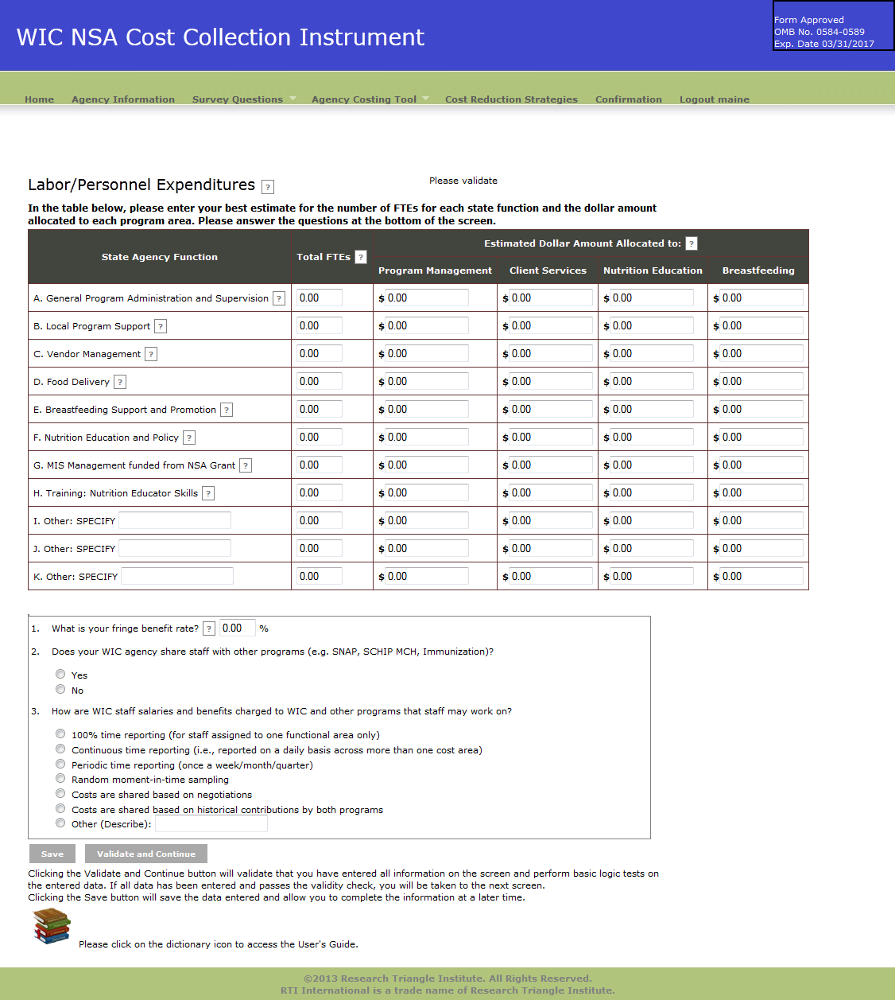 Form Approved
OMB No. 0584-0589
Exp. Date 03/31/2017
WIC NSA Cost Collection Instrument
Home Agency Information Survey Questions Agency Costing Tool Cost Reduction Strategies Confirmation Logout maine
Labor/Personnel Expenditures ?
Please validate
In the table below, please enter your best estimate for the number of FTEs for each state function and the dollar amount
allocated to each program area. Please answer the questions at the bottom of the screen.
State Agency Function Total FTEs ? Estimated Dollar Amount Allocated to: ?
Program Management Client Services Nutrition Education Breastfeeding
A. General Program Administration and Supervision ? 0.00 $ 0.00 $ 0.00 $ 0.00 $ 0.00
B. Local Program Support ? 0.00 $ 0.00 $ 0.00 $ 0.00 $ 0.00
C. Vendor Management ? 0.00 $ 0.00 $ 0.00 $ 0.00 $ 0.00
D. Food Delivery ? 0.00 $ 0.00 $ 0.00 $ 0.00 $ 0.00
E. Breastfeeding Support and Promotion ? 0.00 $ 0.00 $ 0.00 $ 0.00 $ 0.00
F. Nutrition Education and Policy ? 0.00 $ 0.00 $ 0.00 $ 0.00 $ 0.00
G. MIS Management funded from NSA Grant ? 0.00 $ 0.00 $ 0.00 $ 0.00 $ 0.00
H. Training: Nutrition Educator Skills ? 0.00 $ 0.00 $ 0.00 $ 0.00 $ 0.00
I. Other: SPECIFY 0.00 $ 0.00 $ 0.00 $ 0.00 $ 0.00
J. Other: SPECIFY 0.00 $ 0.00 $ 0.00 $ 0.00 $ 0.00
K. Other: SPECIFY 0.00 $ 0.00 $ 0.00 $ 0.00 $ 0.00
1. What is your fringe benefit rate? ? 0.00 %
2. Does your WIC agency share staff with other programs (e.g. SNAP, SCHIP MCH, Immunization)?
Yes
No
3. How are WIC staff salaries and benefits charged to WIC and other programs that staff may work on?
100% time reporting (for staff assigned to one functional area only)
Continuous time reporting (i.e., reported on a daily basis across more than one cost area)
Periodic time reporting (once a week/month/quarter)
Random moment-in-time sampling
Costs are shared based on negotiations
Costs are shared based on historical contributions by both programs
Other (Describe):
Save Validate and Continue
Clicking the Validate and Continue button will validate that you have entered all information on the screen and perform basic logic tests on
the entered data. If all data has been entered and passes the validity check, you will be taken to the next screen.
Clicking the Save button will save the data entered and allow you to complete the information at a later time.
Please click on the dictionary icon to access the User's Guide.
©2013 Research Triangle Institute. All Rights Reserved.
RTI International is a trade name of Research Triangle Institute.